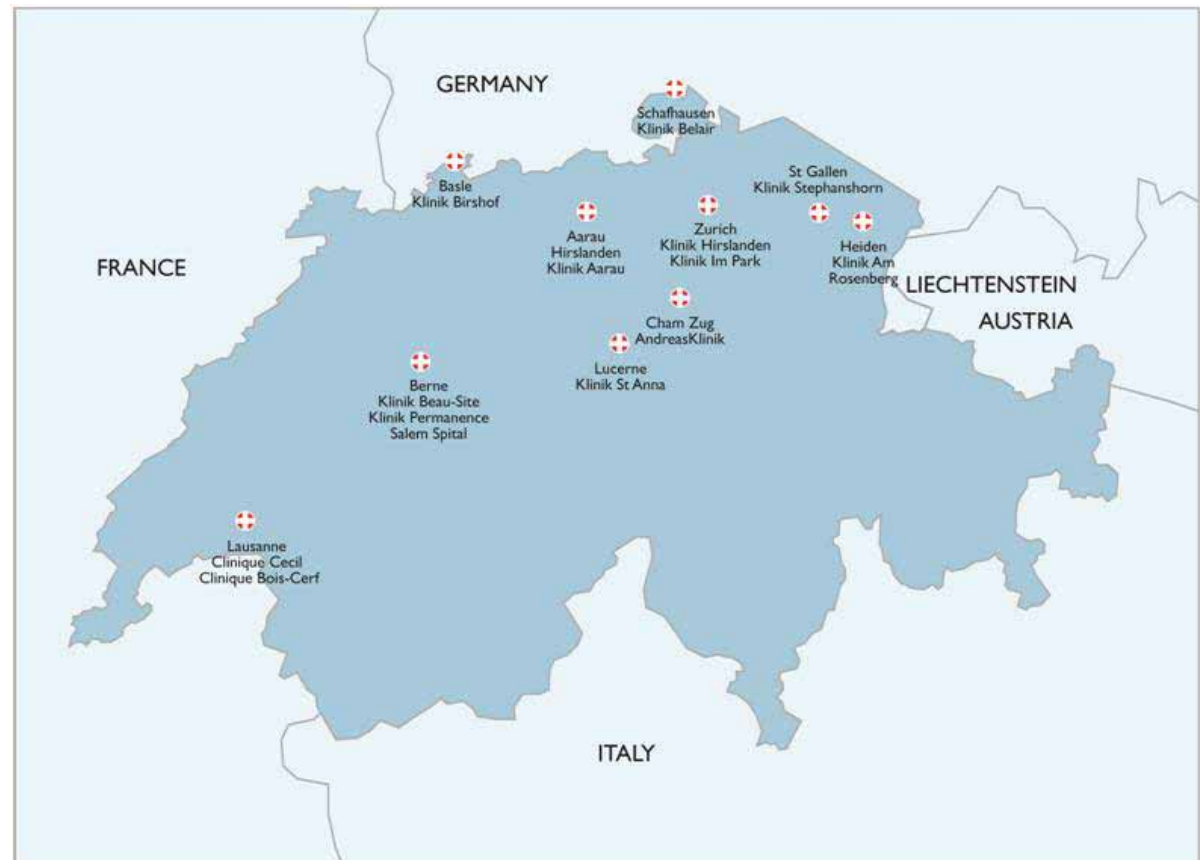 GERMANY
Schafhausen
Klinik Belair
Basle
Klinik Birshof
St Gallen
Klinik Stephanshorn
Aarau
Hirslanden
Klinik Aarau
Zurich
Klinik Hirslanden
Klinik Im Park
Heiden
Klinik Am
Rosenberg
FRANCE
LIECHTENSTEIN
AUSTRIA
Cham Zug
AndreasKlinik
Lucerne
Klinik St Anna
Berne
Klinik Beau-Site
Klinik Permanence
Salem Spital
Lausanne
Clinique Cecil
Clinique Bois-Cerf
ITALY